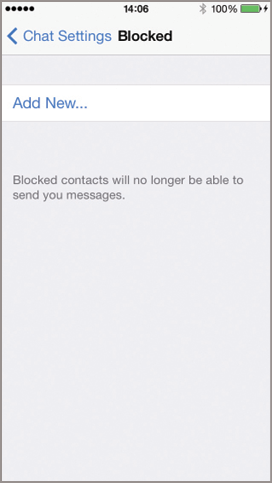 14:06 100%
Chat Settings Blocked
Add New...
Blocked contacts will no longer be able to
send you messages.